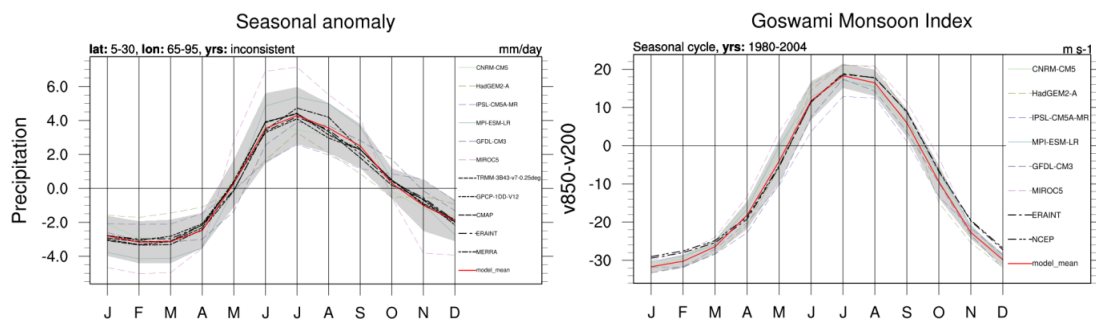 Seasonal anomaly
lat: 5-30, lon: 65-95, yrs: inconsistent
mm/day
Precipitation
6.0
4.0
2.0
0.0
-2.0
-4.0
J F M A M J J A S O N D
CNRM-CM5
HadGEM2-A
IPSL-CM5A-MR
MPI-ESM-LR
GFDL-CM3
MIROC5
TRMM-3B43-v7-0.25deg
GPCP-1DD-V12
CMAP
ERAINT
MERRA
model_mean
Goswami Monsoon Index
Seasonal cycle, yrs: 1980-2004
m s-1
v850-v200
20
10
0
-10
-20
-30
J F M A M J J A S O N D
CNRM-CM5
HadGEM2-A
IPSL-CM5A-MR
MPI-ESM-LR
GFDL-CM3
MIROC5
ERAINT
NCEP
model_mean